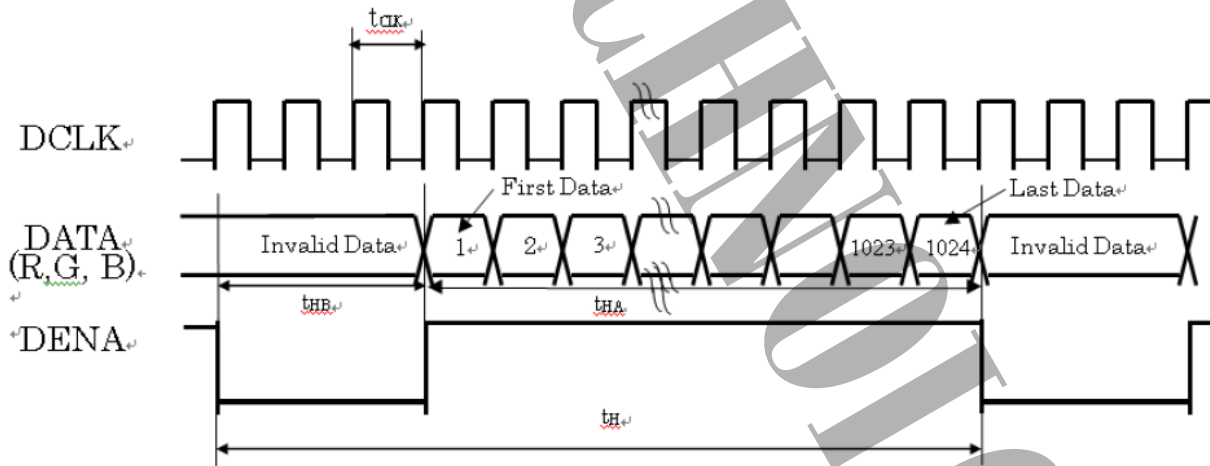 tCLK
DCLK
First Data
Last Data
DATA
(R,G, B)
Invalid Data
1
2
3
1023
1024
Invalid Data
tHB
tHA
DENA
tH